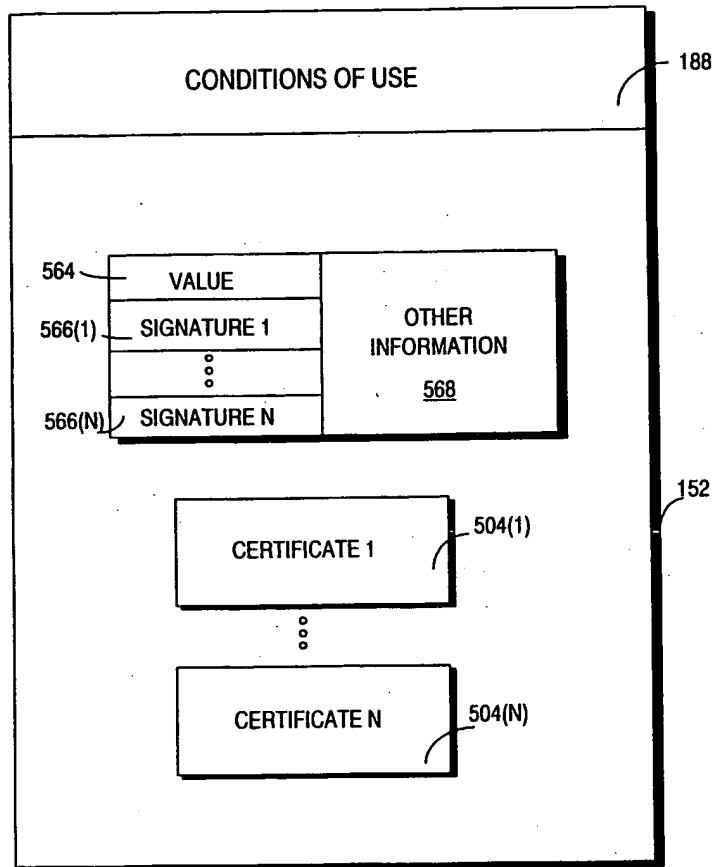 CONDITIONS OF USE
188
564
VALUE
566(1)
SIGNATURE 1
566(N)
SIGNATURE N
OTHER
INFORMATION
568
152
CERTIFICATE 1
504(1)
CERTIFICATE N
504(N)